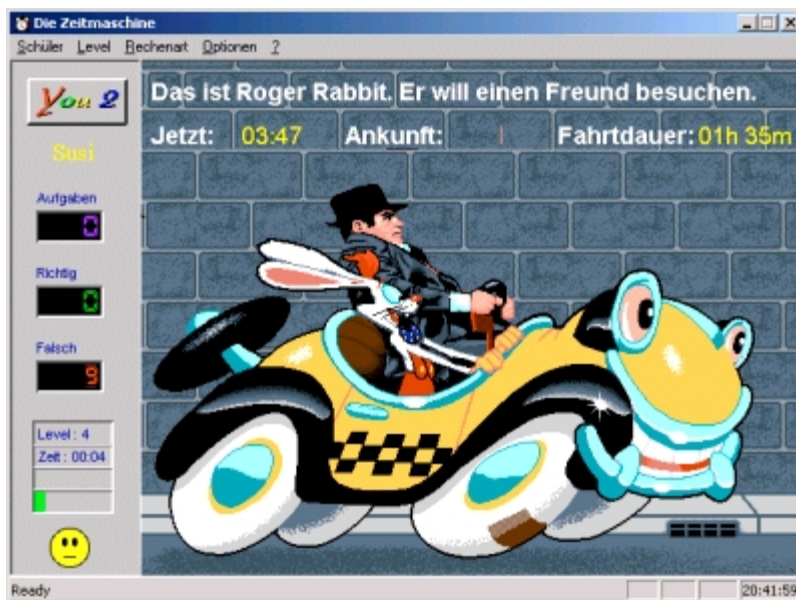 Die Zeitmaschine
Schüler Level Rechenart Optionen ?
You 2
Das ist Roger Rabbit. Er will einen Freund besuchen.
Jetzt: 03:47 Ankunft: Fahrtdauer: 01h 35m
Susi
Aufgaben
0
Richtig
0
Falsch
9
Level : 4
Zeit : 00:04
Ready 20:41:59